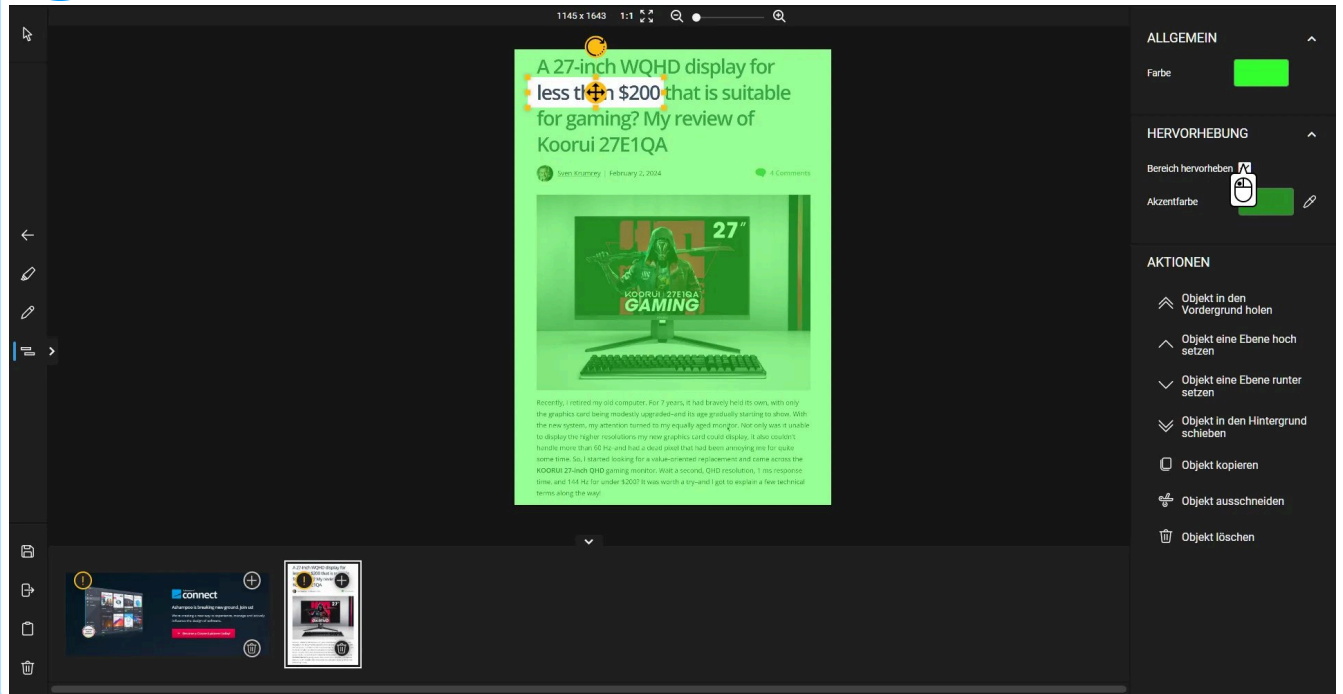 1145 x 1643 1:1
A 27-inch WQHD display for
less than $200 that is suitable
for gaming? My review of
Koorui 27E1QA
Sven Krumrey | February 2, 2024
4 Comments
27"
KOORUI 27E1QA
GAMING
Recently, I retired my old computer. For 7 years, it had bravely held its own, with only
the graphics card being modestly upgraded–and its age gradually starting to show. With
the new system, my attention turned to my equally aged monitor. Not only was it unable
to display the higher resolutions my new graphics card could display, it also couldn't
handle more than 60 Hz–and had a dead pixel that had been annoying me for quite
some time. So, I started looking for a value-oriented replacement and came across the
KOORUI 27-inch QHD gaming monitor. Wait a second, QHD resolution, 1 ms response
time, and 144 Hz for under $200? It was worth a try–and I got to explain a few technical
terms along the way!
ALLGEMEIN
Farbe
HERVORHEBUNG
Bereich hervorheben
Akzentfarbe
AKTIONEN
Objekt in den
Vordergrund holen
Objekt eine Ebene hoch
setzen
Objekt eine Ebene runter
setzen
Objekt in den Hintergrund
schieben
Objekt kopieren
Objekt ausschneiden
Objekt löschen
connect
Ashampoo is breaking new ground. Join us!
A 27-inch WQHD display for
27"